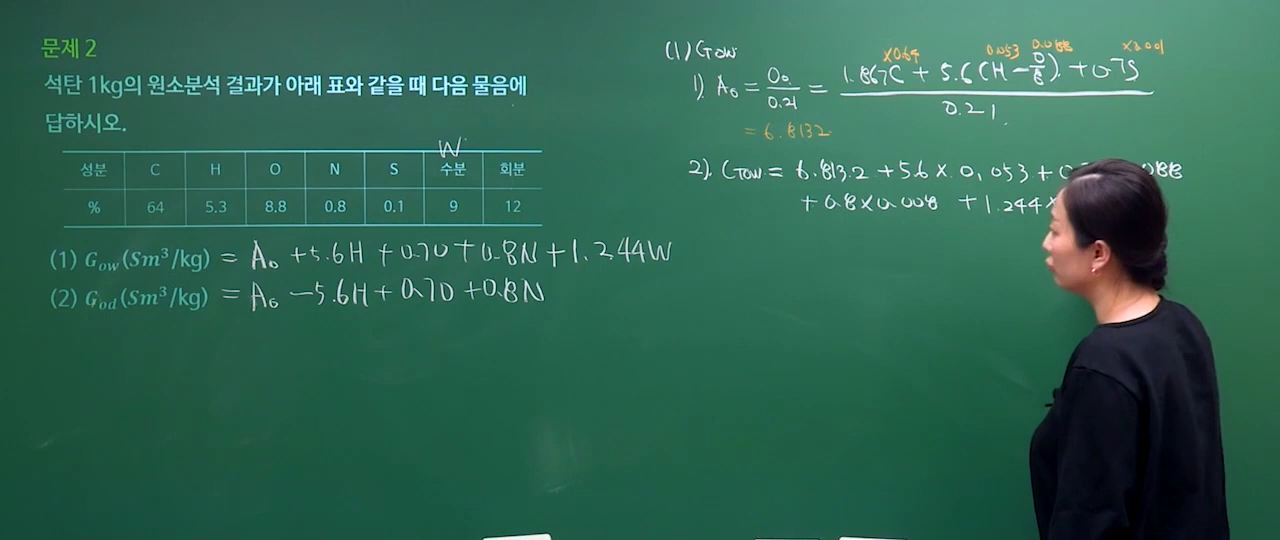 문제 2
석탄 1kg의 원소분석 결과가 아래 표와 같을 때 다음 물음에
답하시오.
W
성분 C H O N S 수분 회분
% 64 5.3 8.8 0.8 0.1 9 12
(1) Gow(Sm³/kg) = A₀ + 5.6H + 0.7O + 0.8N + 1.244W
(2) God(Sm³/kg) = A₀ - 5.6H + 0.7O + 0.8N
(1) Gow
×0.64 0.053 0.088 ×0.001
1) A₀ = O₀/0.21 = 1.867C + 5.6(H - O/8) + 0.7S / 0.21
= 6.8132
2) Gow = 6.8132 + 5.6 × 0.053 + 0. 088
+ 0.8 × 0.008 + 1.244 ×